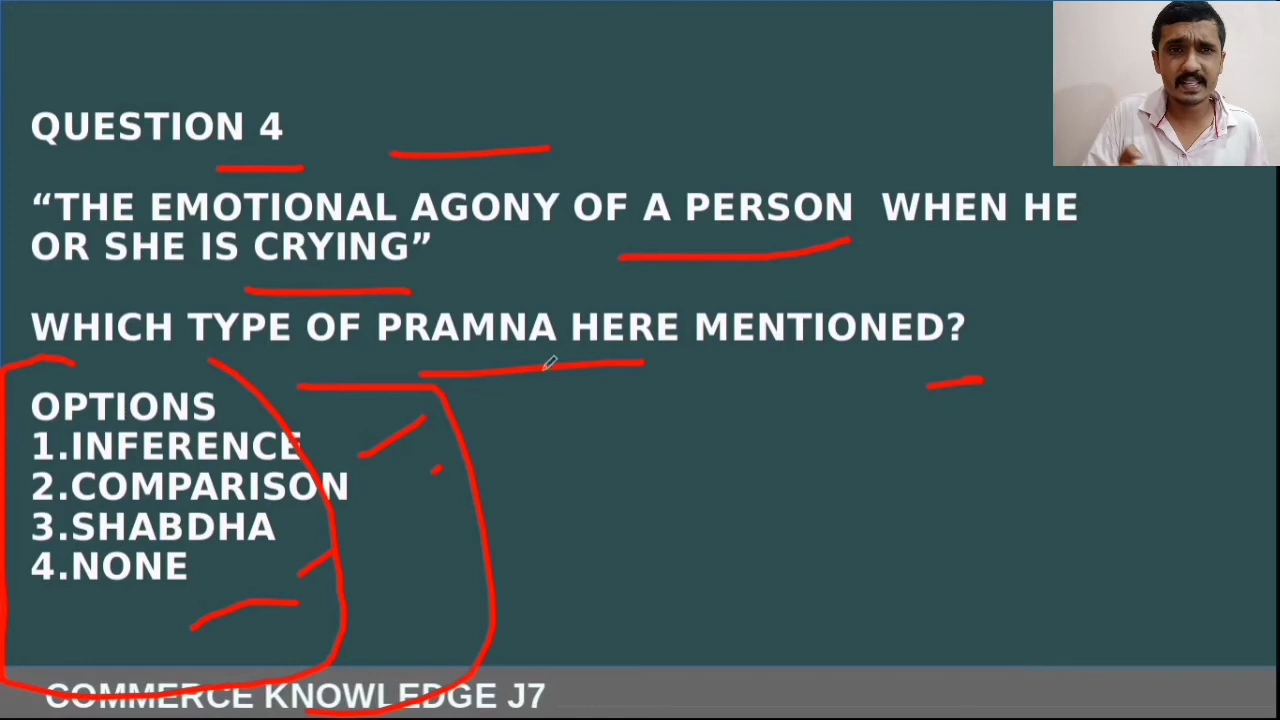 QUESTION 4
“THE EMOTIONAL AGONY OF A PERSON WHEN HE
OR SHE IS CRYING”
WHICH TYPE OF PRAMNA HERE MENTIONED?
OPTIONS
1.INFERENCE
2.COMPARISON
3.SHABDHA
4.NONE
COMMERCE KNOWLEDGE J7